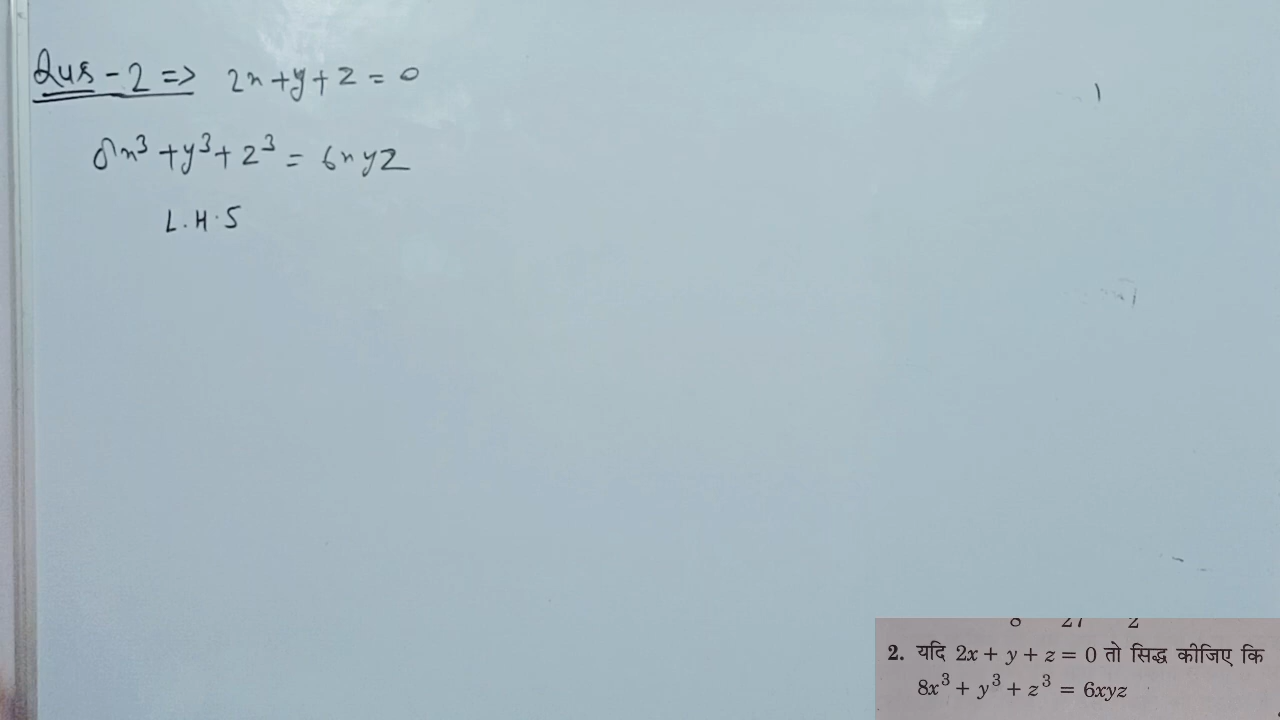 Qus - 2 => 2x + y + z = 0
8x³ + y³ + z³ = 6xyz
L.H.S
2. यदि 2x + y + z = 0 तो सिद्ध कीजिए कि
8x³ + y³ + z³ = 6xyz